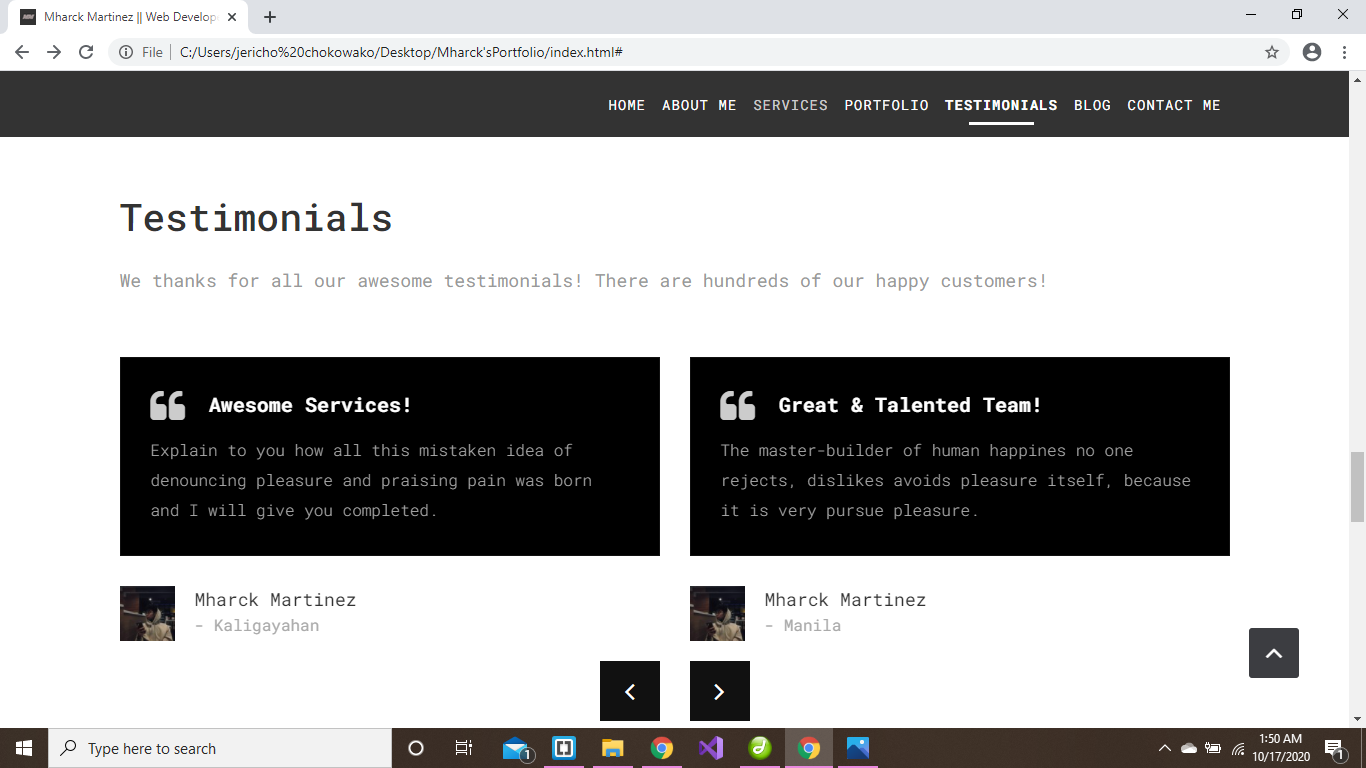 Mharck Martinez || Web Develop
File
C:/Users/jericho%20chokowako/Desktop/Mharck'sPortfolio/index.html#
HOME ABOUT ME SERVICES PORTFOLIO TESTIMONIALS BLOG CONTACT ME
Testimonials
We thanks for all our awesome testimonials! There are hundreds of our happy customers!
Awesome Services!
Explain to you how all this mistaken idea of
denouncing pleasure and praising pain was born
and I will give you completed.
Mharck Martinez
- Kaligayahan
Great & Talented Team!
The master-builder of human happines no one
rejects, dislikes avoids pleasure itself, because
it is very pursue pleasure.
Mharck Martinez
- Manila
Type here to search
1
1:50 AM
10/17/2020
1